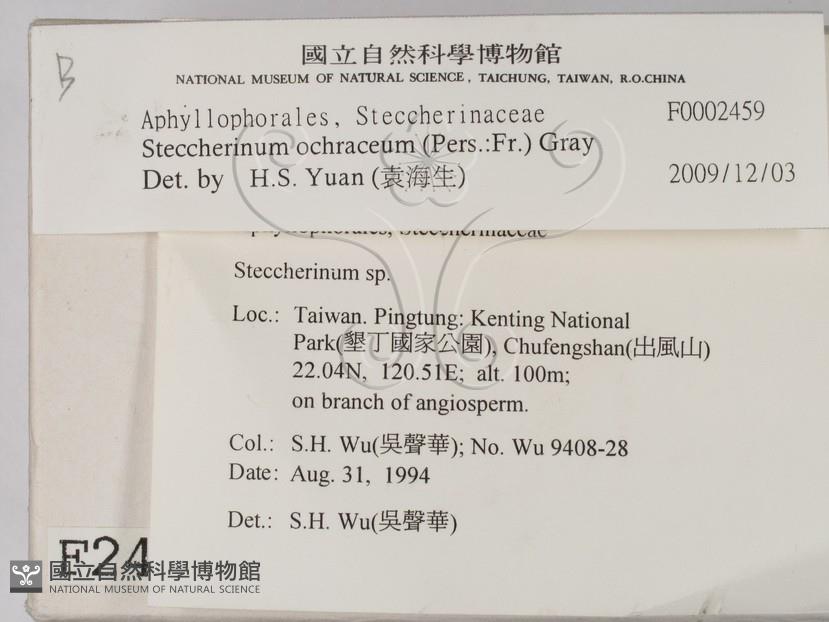 B
國立自然科學博物館
NATIONAL MUSEUM OF NATURAL SCIENCE, TAICHUNG, TAIWAN, R.O.CHINA
Aphyllophorales, Steccherinaceae F0002459
Steccherinum ochraceum (Pers.:Fr.) Gray
Det. by H.S. Yuan (袁海生) 2009/12/03
Steccherinum sp.
Loc.: Taiwan. Pingtung: Kenting National
Park(墾丁國家公園), Chufengshan(出風山)
22.04N, 120.51E; alt. 100m;
on branch of angiosperm.
Col.: S.H. Wu(吳聲華); No. Wu 9408-28
Date: Aug. 31, 1994
Det.: S.H. Wu(吳聲華)
F24
國立自然科學博物館
NATIONAL MUSEUM OF NATURAL SCIENCE